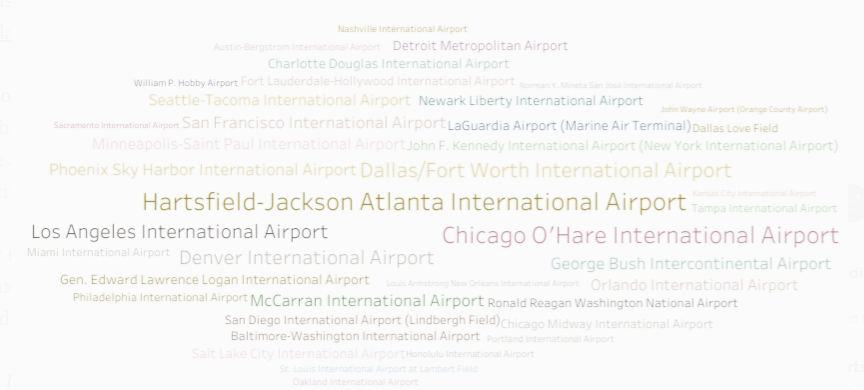 Nashville International Airport
Austin-Bergstrom International Airport Detroit Metropolitan Airport
Charlotte Douglas International Airport
William P. Hobby Airport Fort Lauderdale-Hollywood International Airport Norman Y. Mineta San José International Airport
Seattle-Tacoma International Airport Newark Liberty International Airport
John Wayne Airport (Orange County Airport)
Sacramento International Airport San Francisco International Airport LaGuardia Airport (Marine Air Terminal) Dallas Love Field
Minneapolis-Saint Paul International Airport John F. Kennedy International Airport (New York International Airport)
Phoenix Sky Harbor International Airport Dallas/Fort Worth International Airport
Kansas City International Airport
Hartsfield-Jackson Atlanta International Airport Tampa International Airport
Los Angeles International Airport Chicago O’Hare International Airport
Miami International Airport Denver International Airport George Bush Intercontinental Airport
Gen. Edward Lawrence Logan International Airport Louis Armstrong New Orleans International Airport Orlando International Airport
Philadelphia International Airport McCarran International Airport Ronald Reagan Washington National Airport
San Diego International Airport (Lindbergh Field) Chicago Midway International Airport
Baltimore-Washington International Airport Portland International Airport
Salt Lake City International Airport Honolulu International Airport
St. Louis International Airport at Lambert Field
Oakland International Airport